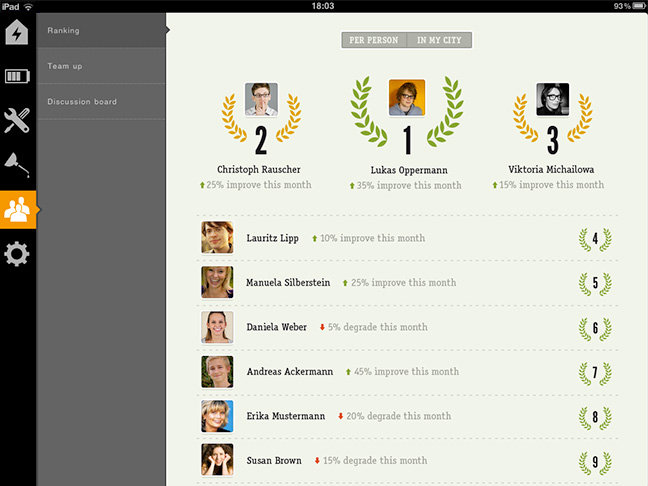 iPad 18:03 93%
Ranking
Team up
Discussion board
PER PERSON IN MY CITY
2 1 3
Christoph Rauscher Lukas Oppermann Viktoria Michailowa
25% improve this month 35% improve this month 15% improve this month
Lauritz Lipp 10% improve this month 4
Manuela Silberstein 25% improve this month 5
Daniela Weber 5% degrade this month 6
Andreas Ackermann 45% improve this month 7
Erika Mustermann 20% degrade this month 8
Susan Brown 15% degrade this month 9